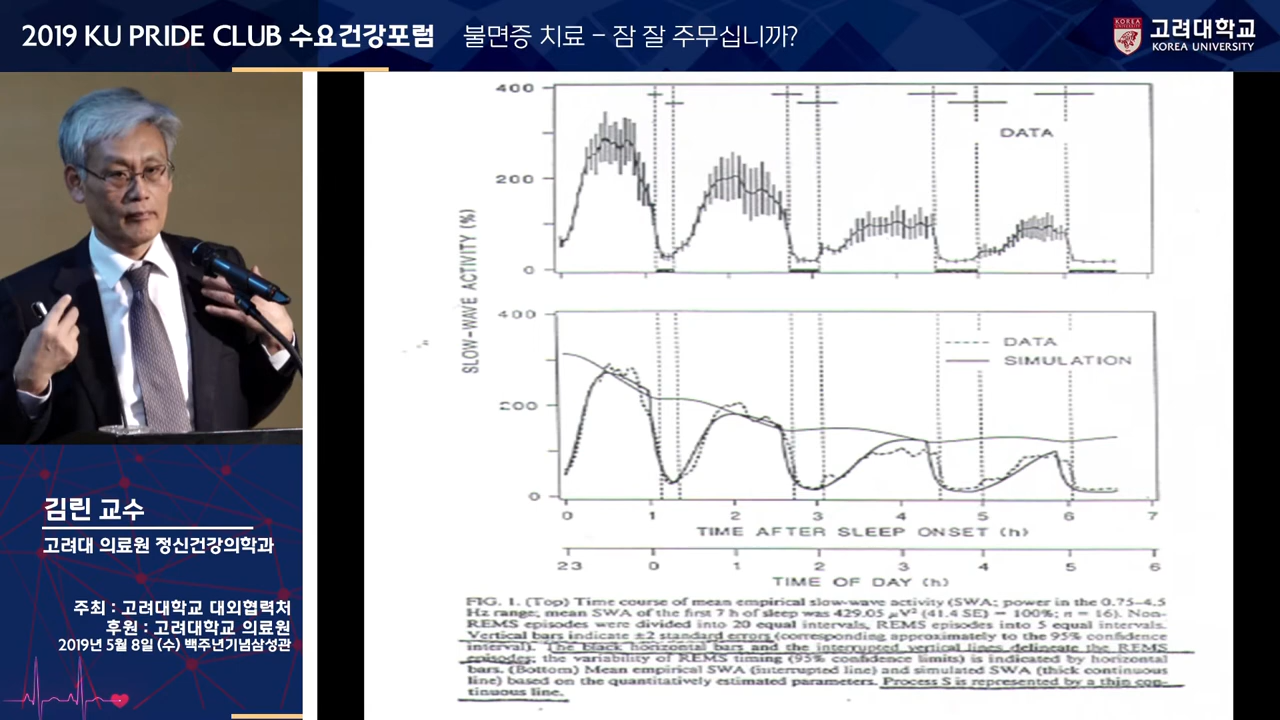 2019 KU PRIDE CLUB 수요건강포럼 불면증 치료 – 잠 잘 주무십니까?
KOREA UNIVERSITY
고려대학교
KOREA UNIVERSITY
김린 교수
고려대 의료원 정신건강의학과
주최 : 고려대학교 대외협력처
후원 : 고려대학교 의료원
2019년 5월 8일 (수) 백주년기념삼성관
SLOW-WAVE ACTIVITY (%)
400
200
0
DATA
400
200
0
DATA
SIMULATION
0 1 2 3 4 5 6 7
TIME AFTER SLEEP ONSET (h)
23 0 1 2 3 4 5 6
TIME OF DAY (h)
FIG. 1. (Top) Time course of mean empirical slow-wave activity (SWA; power in the 0.75–4.5
Hz range; mean SWA of the first 7 h of sleep was 429.05 μV² (41.4 SE) = 100%; n = 16). Non-
REMS episodes were divided into 20 equal intervals, REMS episodes into 5 equal intervals.
Vertical bars indicate ±2 standard errors (corresponding approximately to the 95% confidence
interval). The black horizontal bars and the interrupted vertical lines delineate the REMS
episodes; the variability of REMS timing (95% confidence limits) is indicated by horizontal
bars. (Bottom) Mean empirical SWA (interrupted line) and simulated SWA (thick continuous
line) based on the quantitatively estimated parameters. Process S is represented by a thin con-
tinuous line.